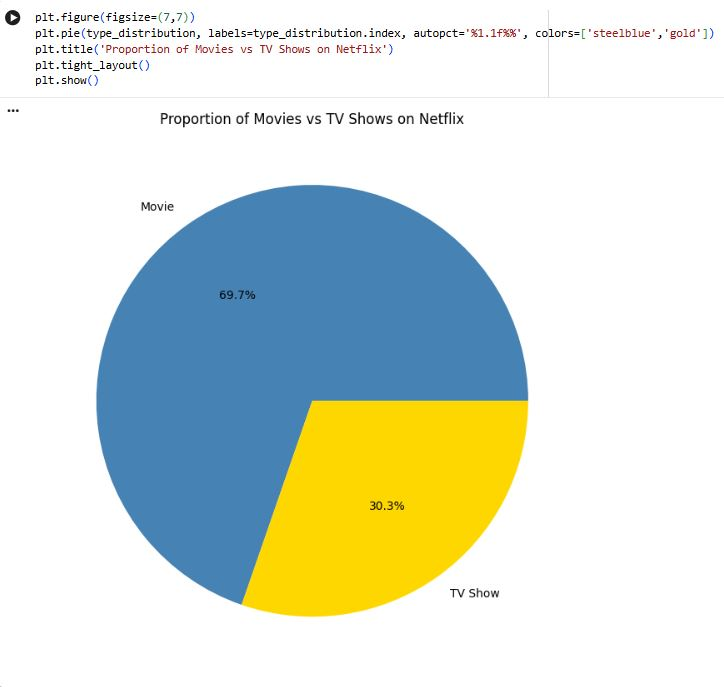 plt.figure(figsize=(7,7))
plt.pie(type_distribution, labels=type_distribution.index, autopct='%1.1f%%', colors=['steelblue','gold'])
plt.title('Proportion of Movies vs TV Shows on Netflix')
plt.tight_layout()
plt.show()
Proportion of Movies vs TV Shows on Netflix
Movie
69.7%
30.3%
TV Show